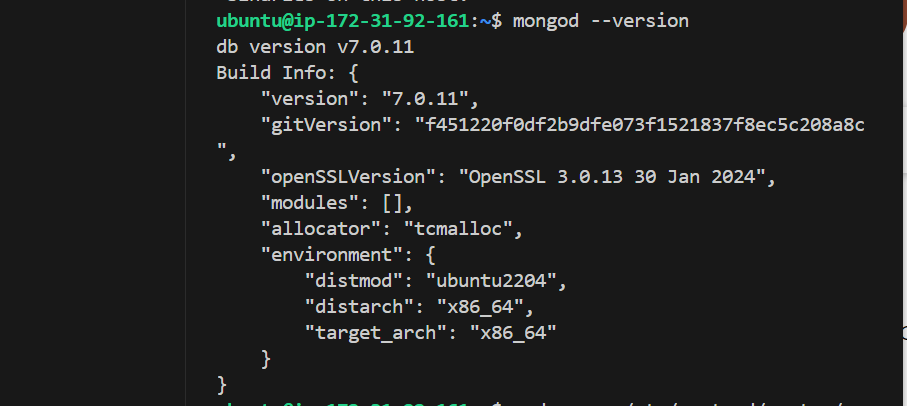 ubuntu@ip-172-31-92-161:~$ mongod --version
db version v7.0.11
Build Info: {
    "version": "7.0.11",
    "gitVersion": "f451220f0df2b9dfe073f1521837f8ec5c208a8c
",
    "openSSLVersion": "OpenSSL 3.0.13 30 Jan 2024",
    "modules": [],
    "allocator": "tcmalloc",
    "environment": {
        "distmod": "ubuntu2204",
        "distarch": "x86_64",
        "target_arch": "x86_64"
    }
}